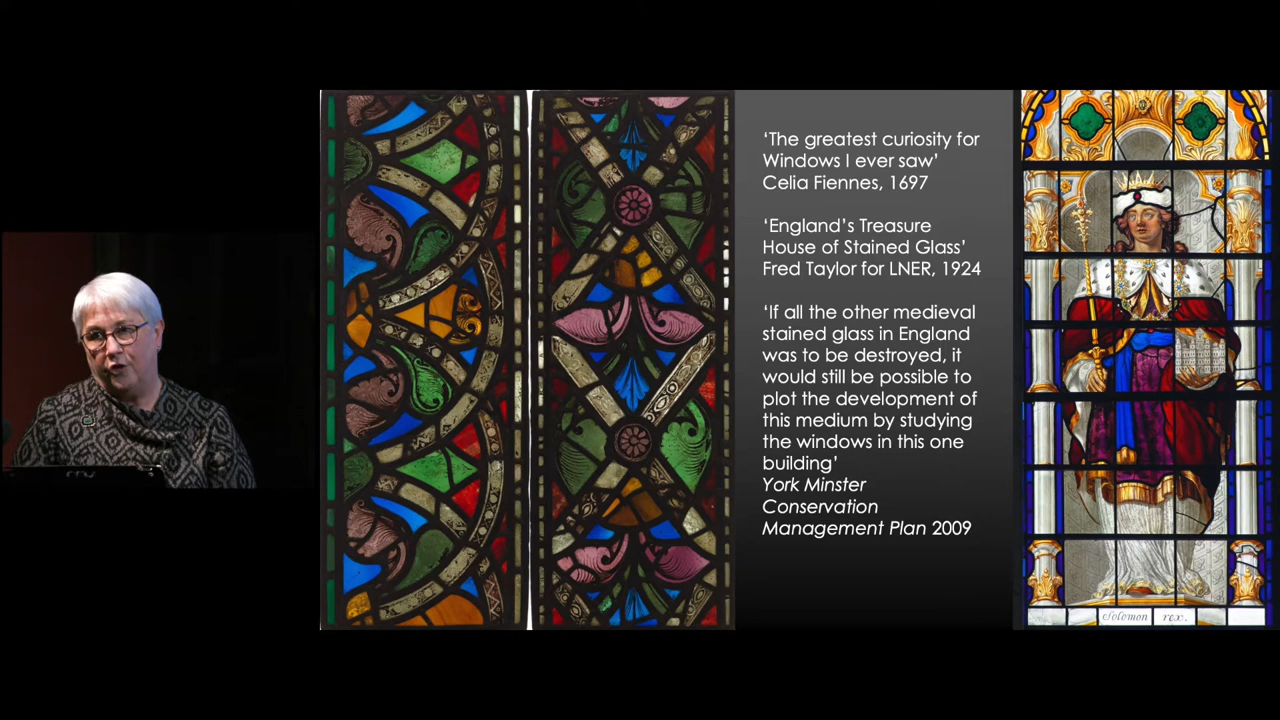 ‘The greatest curiosity for
Windows I ever saw’
Celia Fiennes, 1697
‘England’s Treasure
House of Stained Glass’
Fred Taylor for LNER, 1924
‘If all the other medieval
stained glass in England
was to be destroyed, it
would still be possible to
plot the development of
this medium by studying
the windows in this one
building’
York Minster
Conservation
Management Plan 2009
Solomon rex.